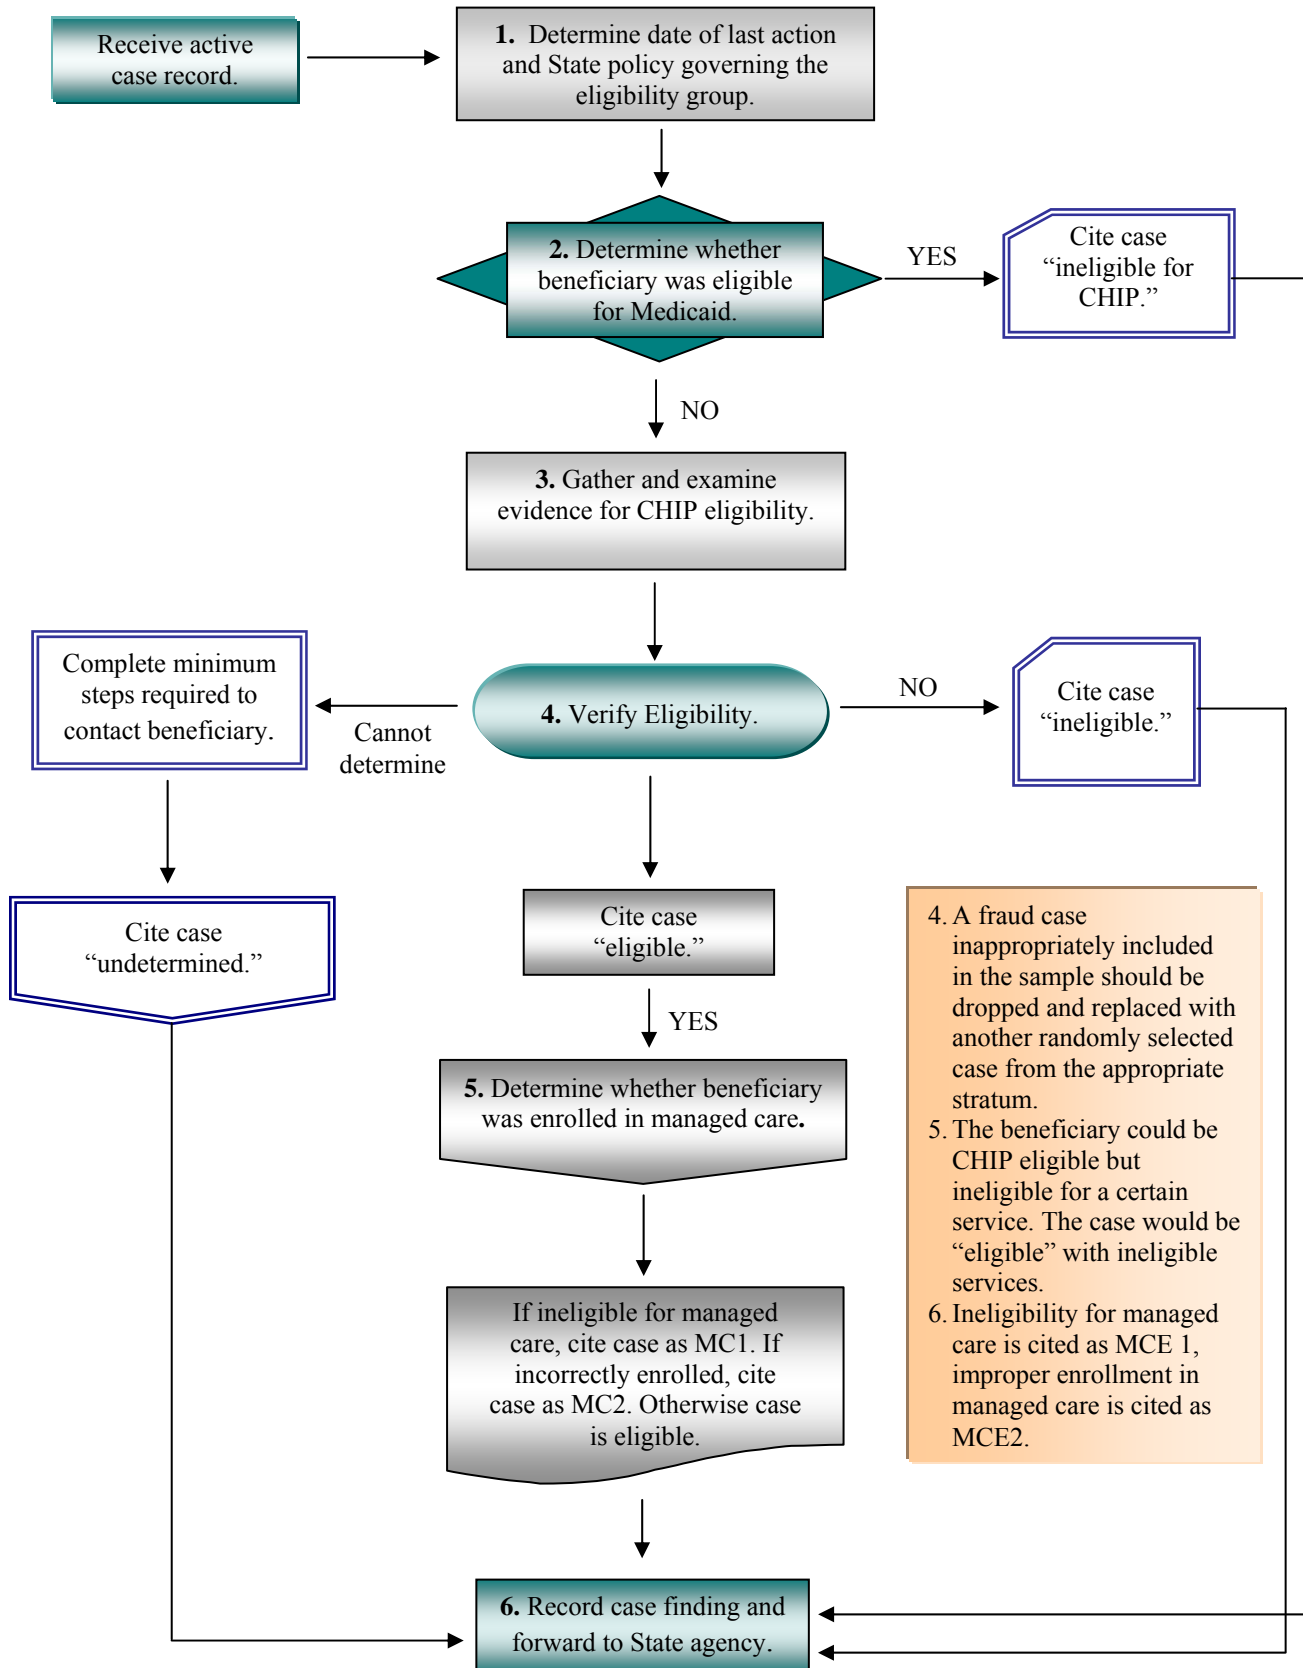 Receive active
case record.
1. Determine date of last action
and State policy governing the
eligibility group.
2. Determine whether
beneficiary was eligible
for Medicaid.
YES
Cite case
“ineligible for
CHIP.”
NO
3. Gather and examine
evidence for CHIP eligibility.
Complete minimum
steps required to
contact beneficiary.
Cannot
determine
4. Verify Eligibility.
NO
Cite case
“ineligible.”
Cite case
“undetermined.”
Cite case
“eligible.”
YES
5. Determine whether beneficiary
was enrolled in managed care.
If ineligible for managed
care, cite case as MC1. If
incorrectly enrolled, cite
case as MC2. Otherwise case
is eligible.
4. A fraud case
inappropriately included
in the sample should be
dropped and replaced with
another randomly selected
case from the appropriate
stratum.
5. The beneficiary could be
CHIP eligible but
ineligible for a certain
service. The case would be
“eligible” with ineligible
services.
6. Ineligibility for managed
care is cited as MCE 1,
improper enrollment in
managed care is cited as
MCE2.
6. Record case finding and
forward to State agency.